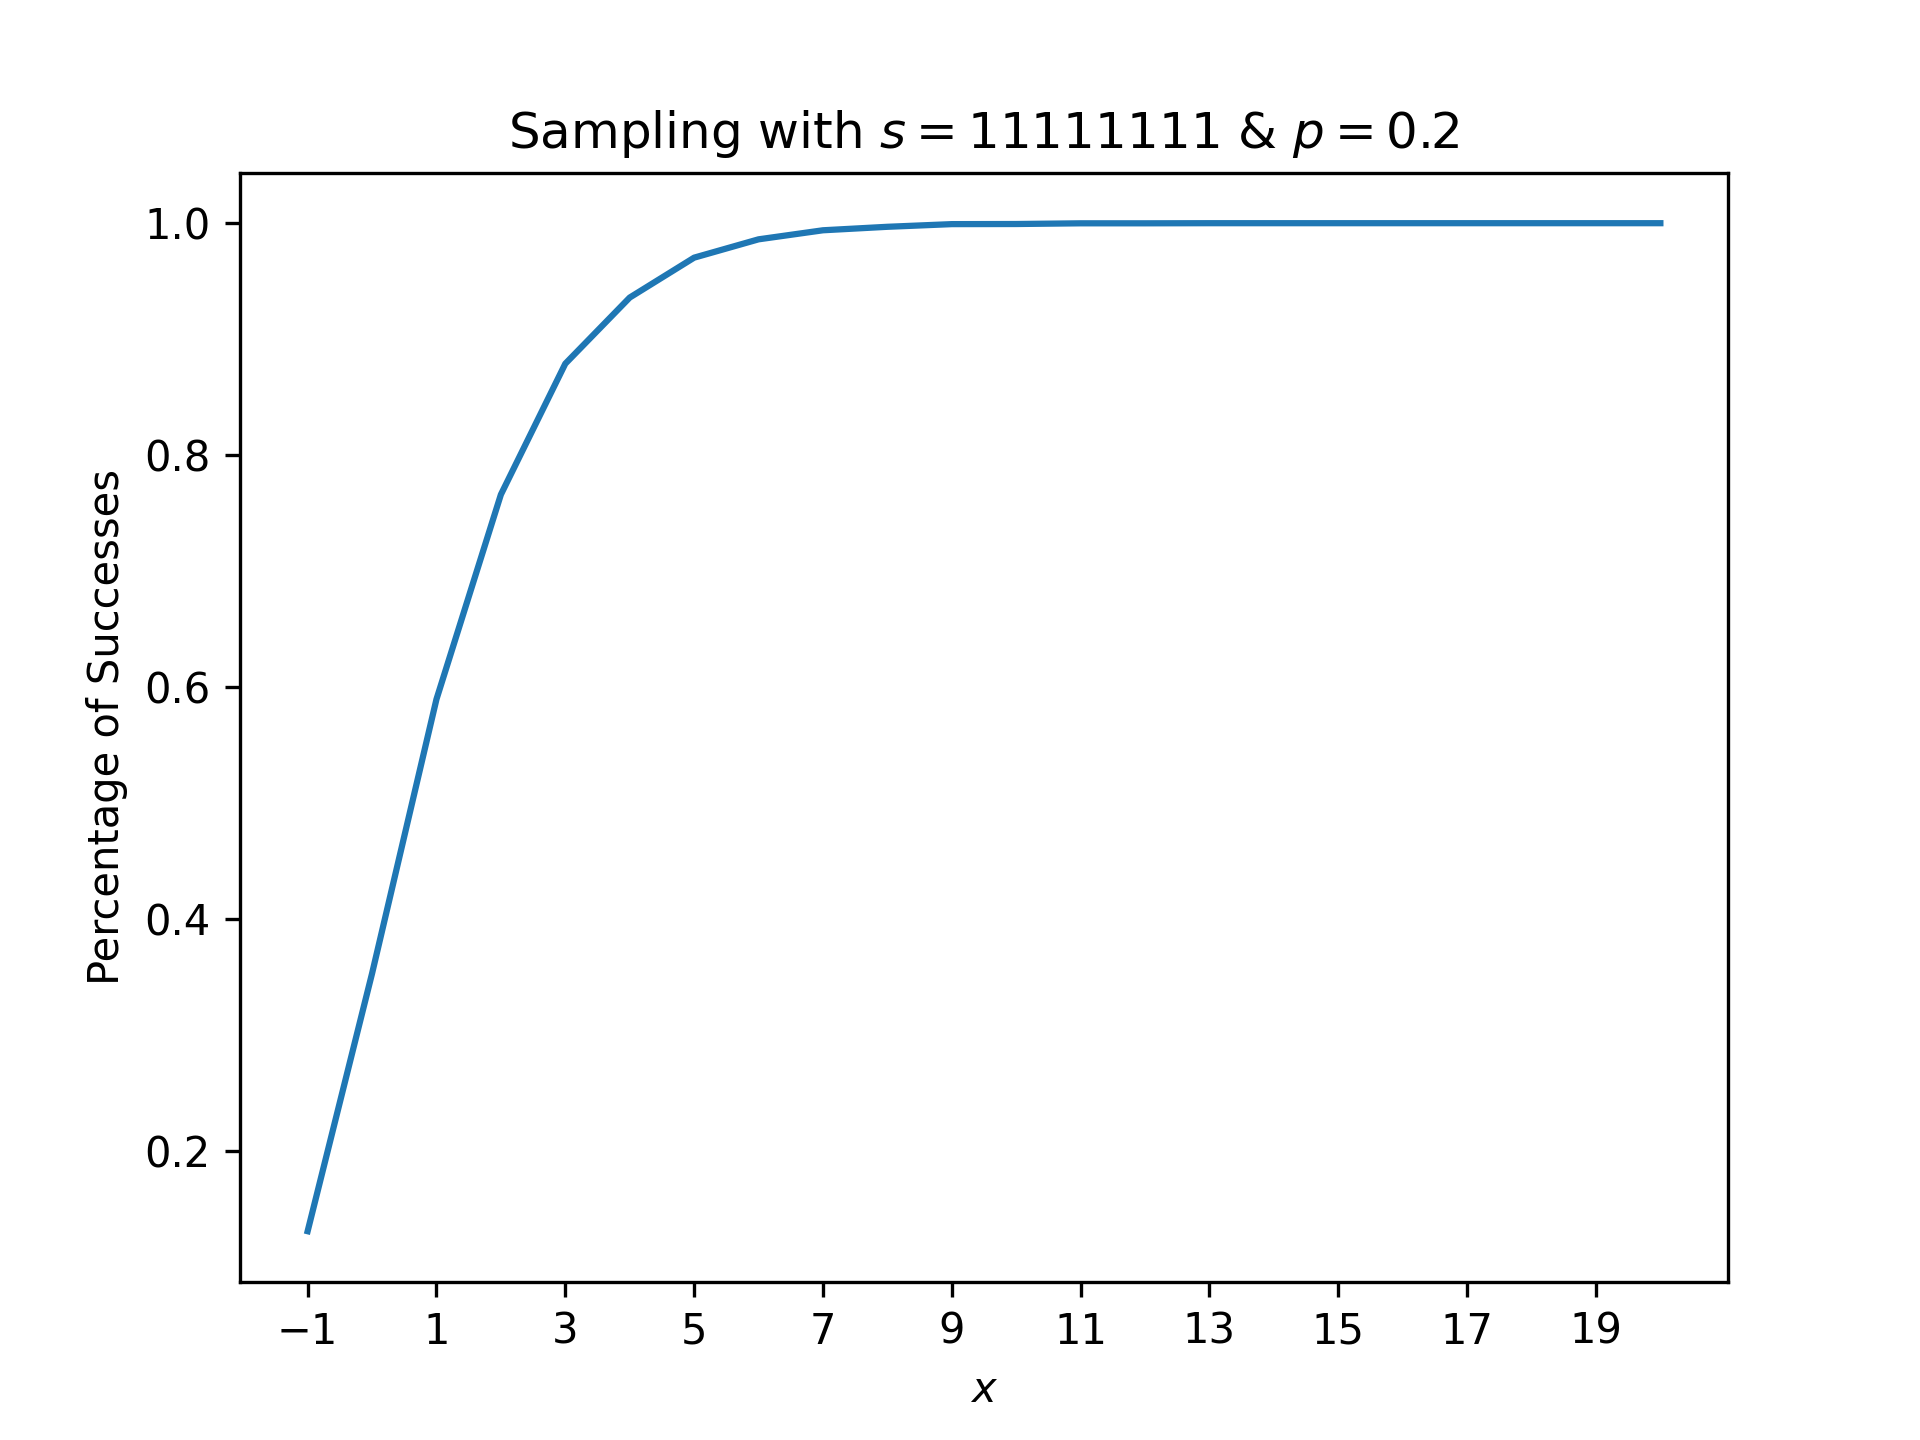 Sampling with s = 11111111 & p = 0.2
Percentage of Successes
1.0
0.8
0.6
0.4
0.2
−1 1 3 5 7 9 11 13 15 17 19
x